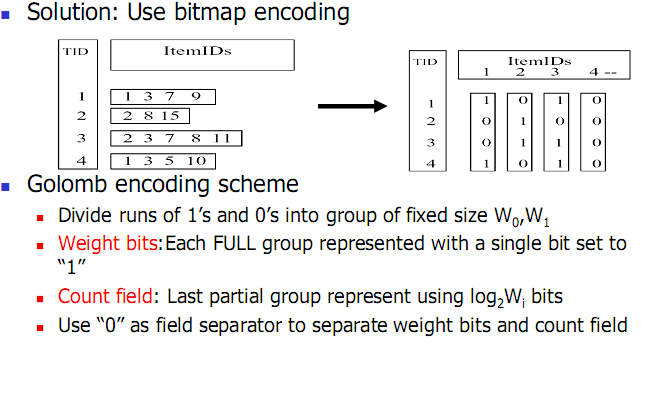 Solution: Use bitmap encoding
TID ItemIDs
1 1 3 7 9
2 2 8 15
3 2 3 7 8 11
4 1 3 5 10
TID ItemIDs
1 2 3 4 --
1 1 0 1 0
2 0 1 0 0
3 0 1 1 0
4 1 0 1 0
Golomb encoding scheme
Divide runs of 1’s and 0’s into group of fixed size W₀,W₁
Weight bits:Each FULL group represented with a single bit set to
“1”
Count field: Last partial group represent using log₂Wᵢ bits
Use “0” as field separator to separate weight bits and count field